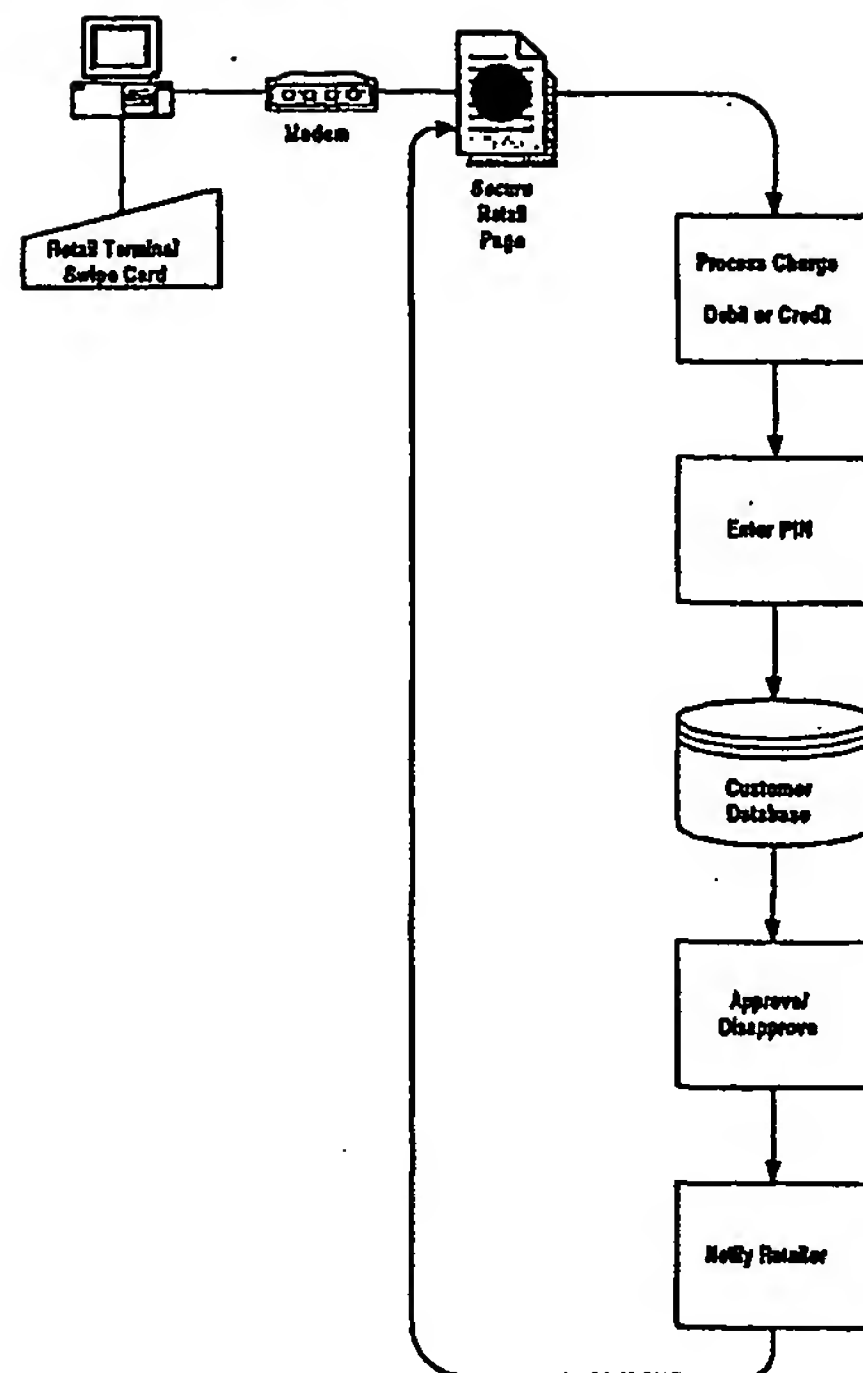 Modem
Secure
Retail
Page
Retail Terminal
Swipe Card
Process Charge
Debit or Credit
Enter PIN
Customer
Database
Approve/
Disapprove
Notify Retailer